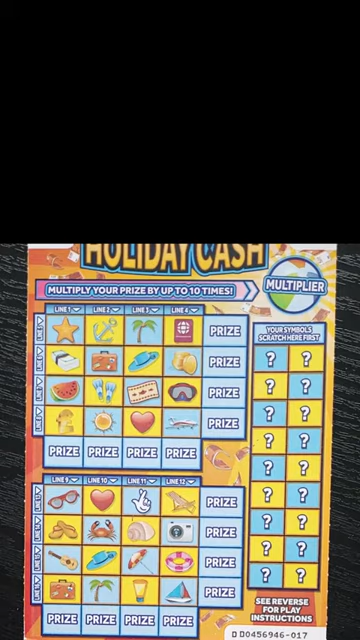 HOLIDAY CASH
MULTIPLY YOUR PRIZE BY UP TO 10 TIMES!
MULTIPLIER
LINE 1 LINE 2 LINE 3 LINE 4
YOUR SYMBOLS
SCRATCH HERE FIRST
PRIZE
PRIZE
PRIZE
PRIZE
PRIZE PRIZE PRIZE PRIZE
? ?
? ?
? ?
? ?
? ?
? ?
? ?
? ?
? ?
LINE 9 LINE 10 LINE 11 LINE 12
PRIZE
PRIZE
PRIZE
PRIZE
PRIZE PRIZE PRIZE PRIZE
SEE REVERSE
FOR PLAY
INSTRUCTIONS
D0456946-017